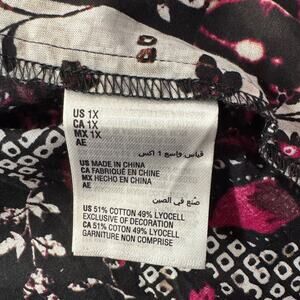 US 1X
CA 1X
MX 1X
AE
قياس واسع 1 اكس
US MADE IN CHINA
CA FABRIQUÉ EN CHINE
MX HECHO EN CHINA
AE
صنع في الصين
US 51% COTTON 49% LYOCELL
EXCLUSIVE OF DECORATION
CA 51% COTON 49% LYOCELL
GARNITURE NON COMPRISE